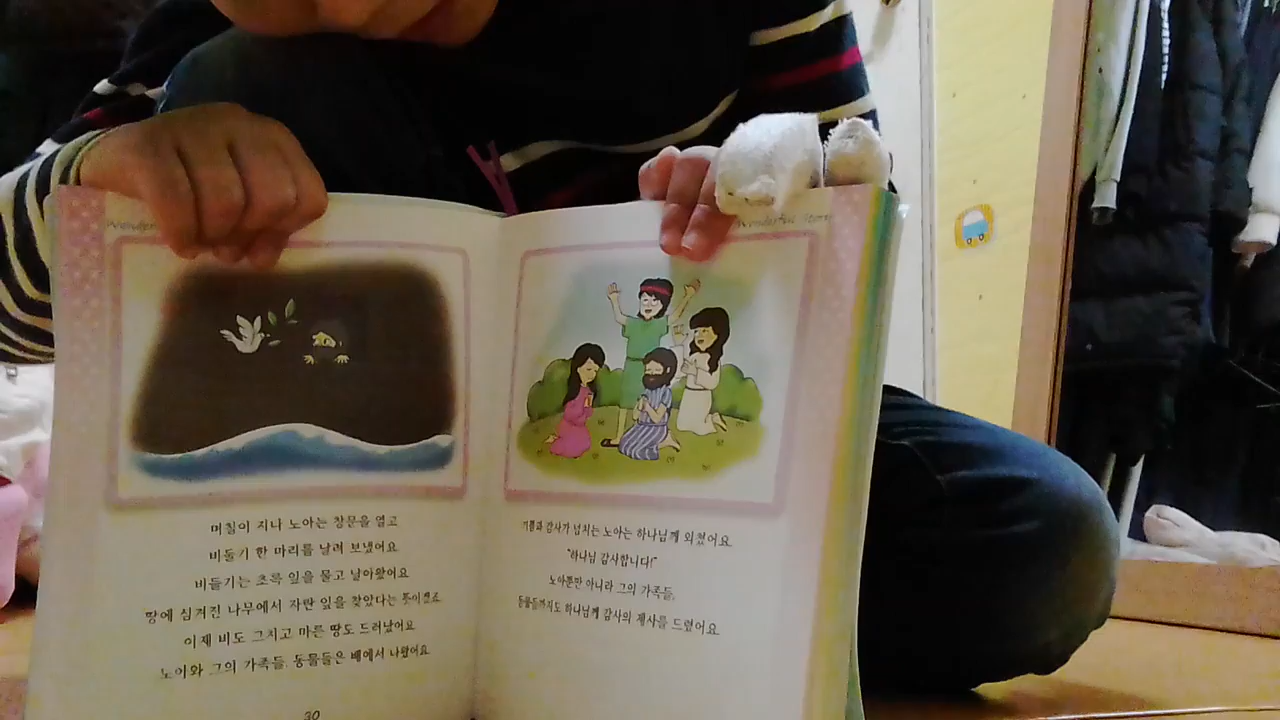 Wonder
며칠이 지나 노아는 창문을 열고
비둘기 한 마리를 날려 보냈어요
비둘기는 초록 잎을 물고 날아왔어요
땅에 심겨진 나무에서 자란 잎을 찾았다는 뜻이겠죠
이제 비도 그치고 마른 땅도 드러났어요
노아와 그의 가족들, 동물들은 배에서 나왔어요
30
Wonderful Story
기쁨과 감사가 넘치는 노아는 하나님께 외쳤어요
"하나님 감사합니다!"
노아뿐만 아니라 그의 가족들,
동물들까지도 하나님께 감사의 제사를 드렸어요